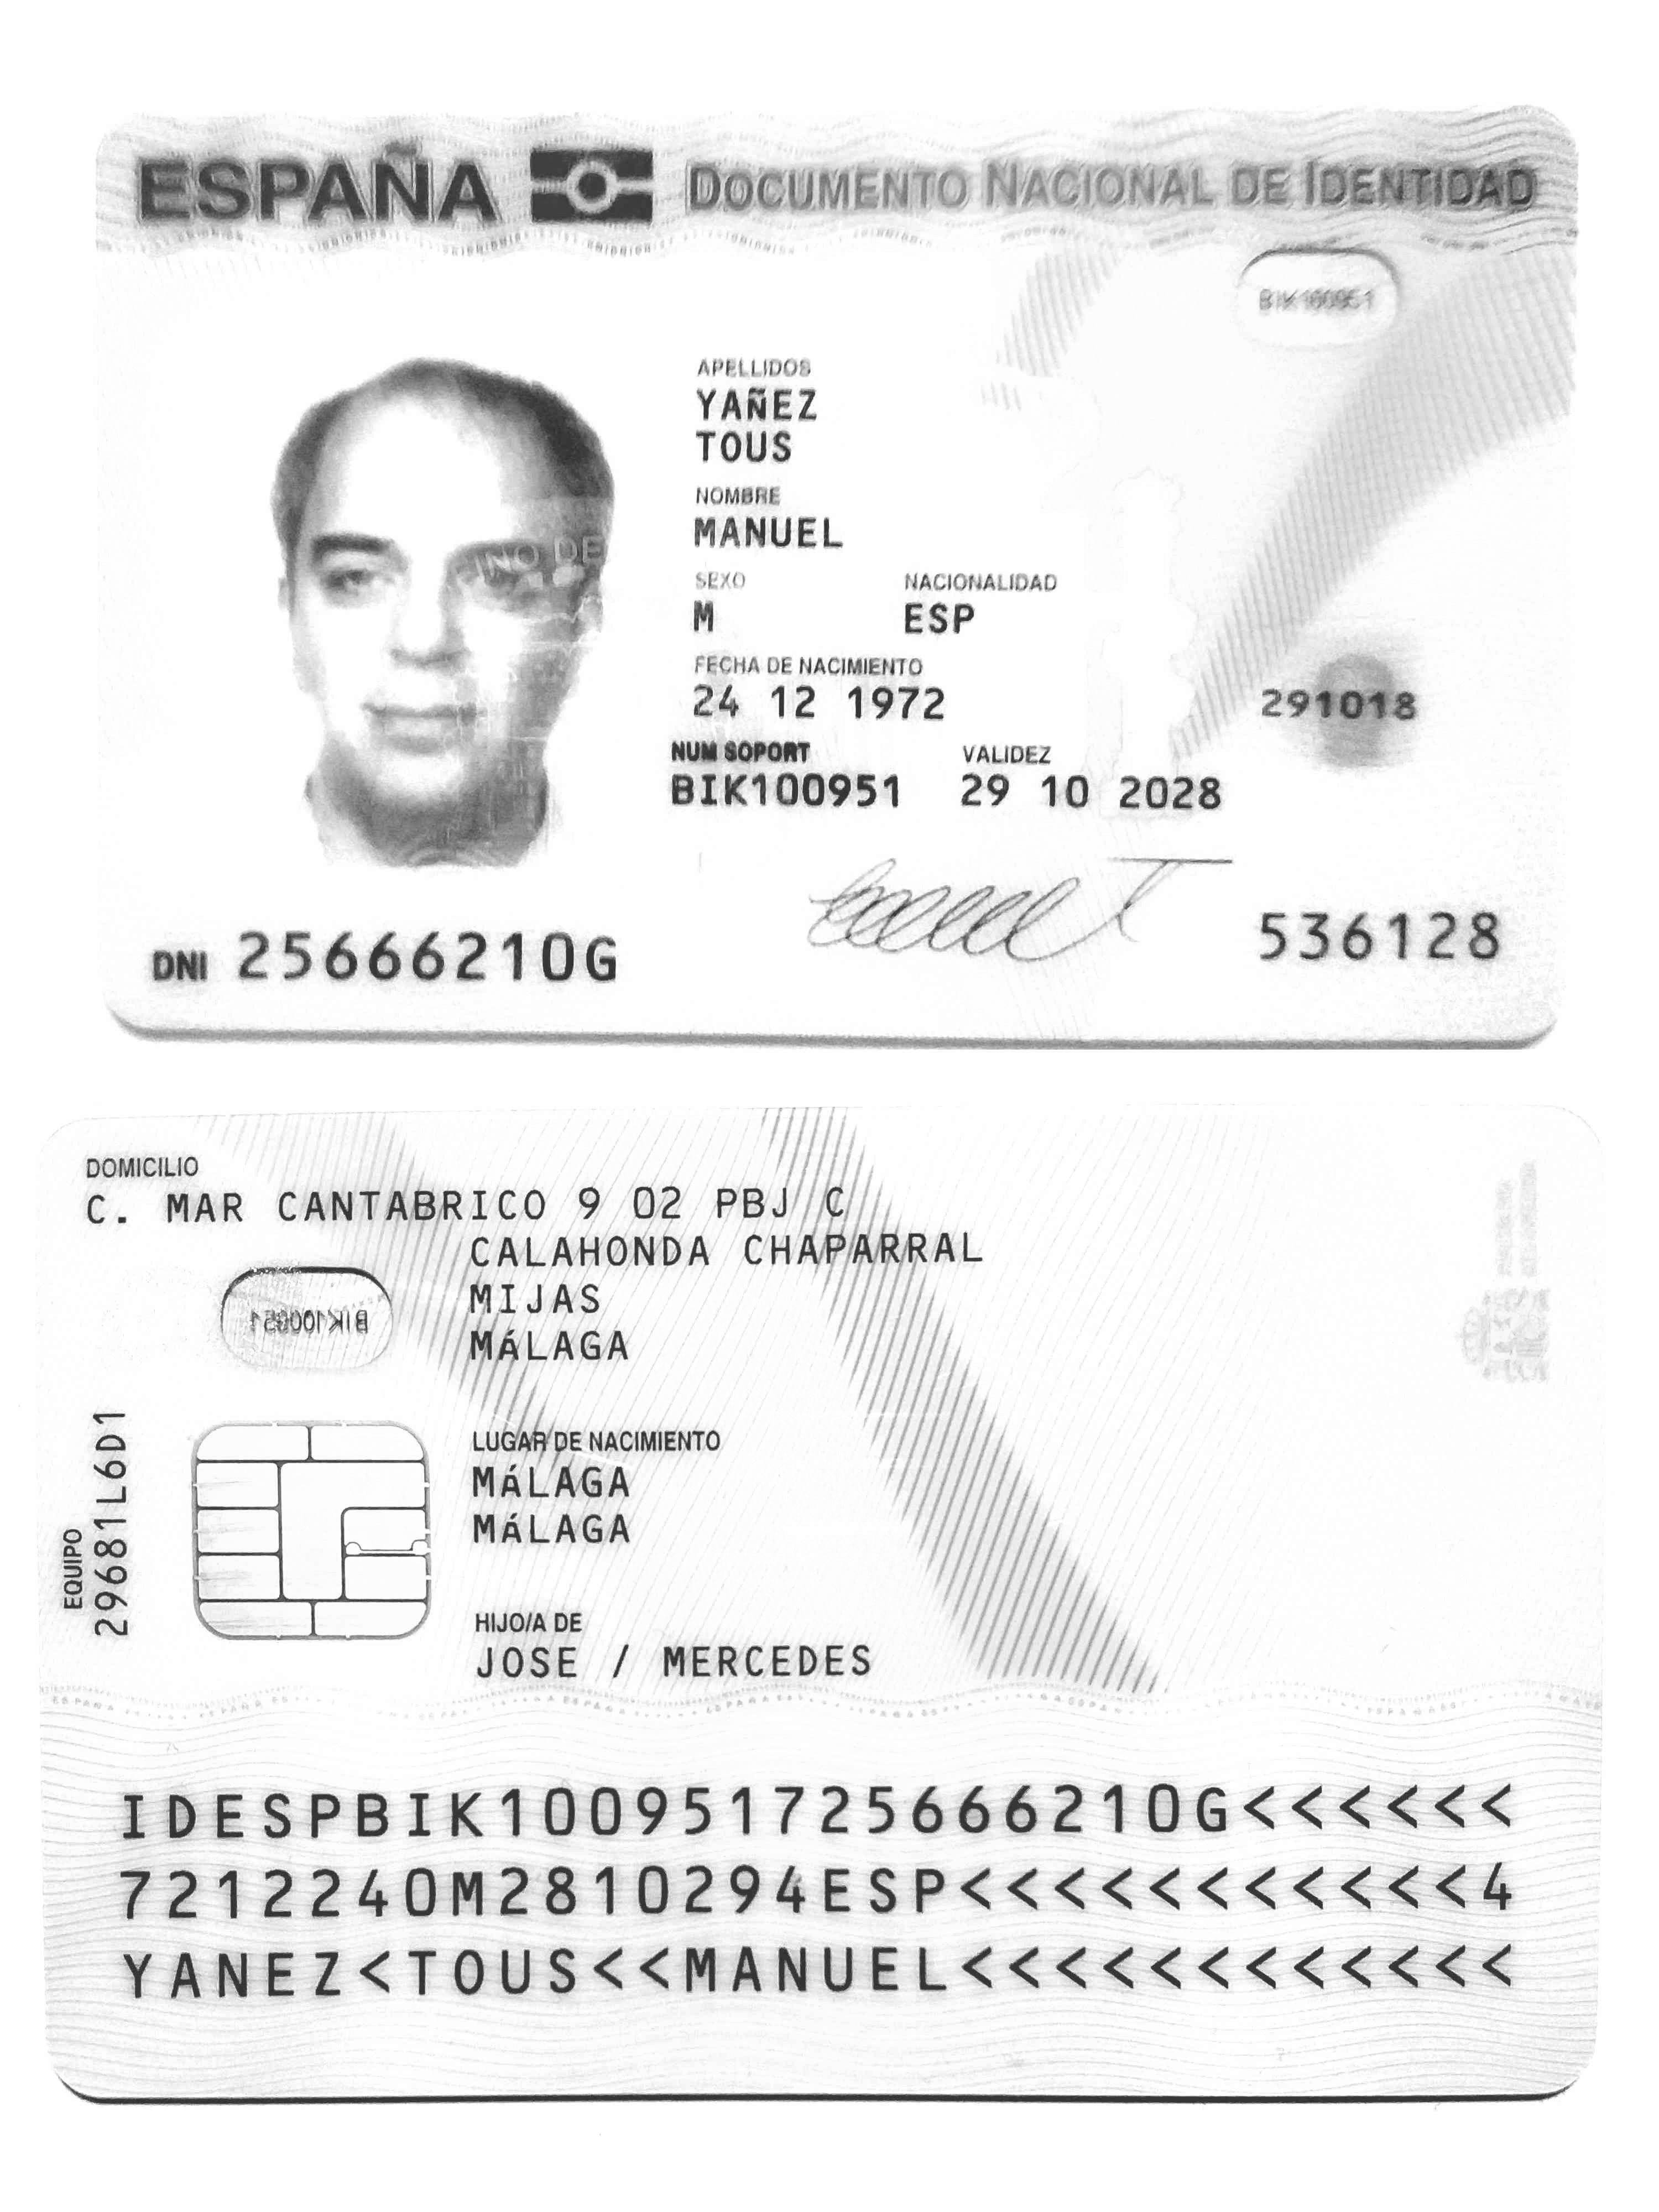 ESPAÑA DOCUMENTO NACIONAL DE IDENTIDAD
BIK100951
APELLIDOS
YAÑEZ
TOUS
NOMBRE
MANUEL
SEXO NACIONALIDAD
M ESP
FECHA DE NACIMIENTO
24 12 1972
291018
NUM SOPORT VALIDEZ
BIK100951 29 10 2028
DNI 25666210G
536128
DOMICILIO
C. MAR CANTABRICO 9 02 PBJ C
CALAHONDA CHAPARRAL
MIJAS
MÁLAGA
BIK100951
LUGAR DE NACIMIENTO
MÁLAGA
MÁLAGA
EQUIPO
29681L6D1
HIJO/A DE
JOSE / MERCEDES
IDESPBIK100951725666210G<<<<<<
7212240M2810294ESP<<<<<<<<<<<4
YANEZ<TOUS<<MANUEL<<<<<<<<<<<<